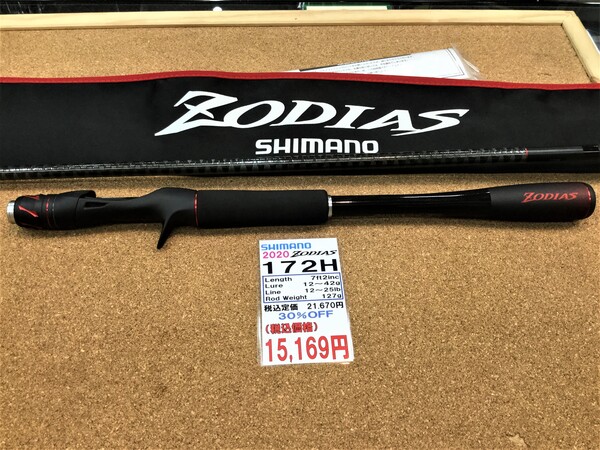 ZODIAS
SHIMANO
ZODIAS
SHIMANO
2020 ZODIAS
172H
Length 7ft2inc
Lure 12～42g
Line 12～25lb
Rod Weight 127g
税込定価 21,670円
30%OFF
(税込価格)
15,169円